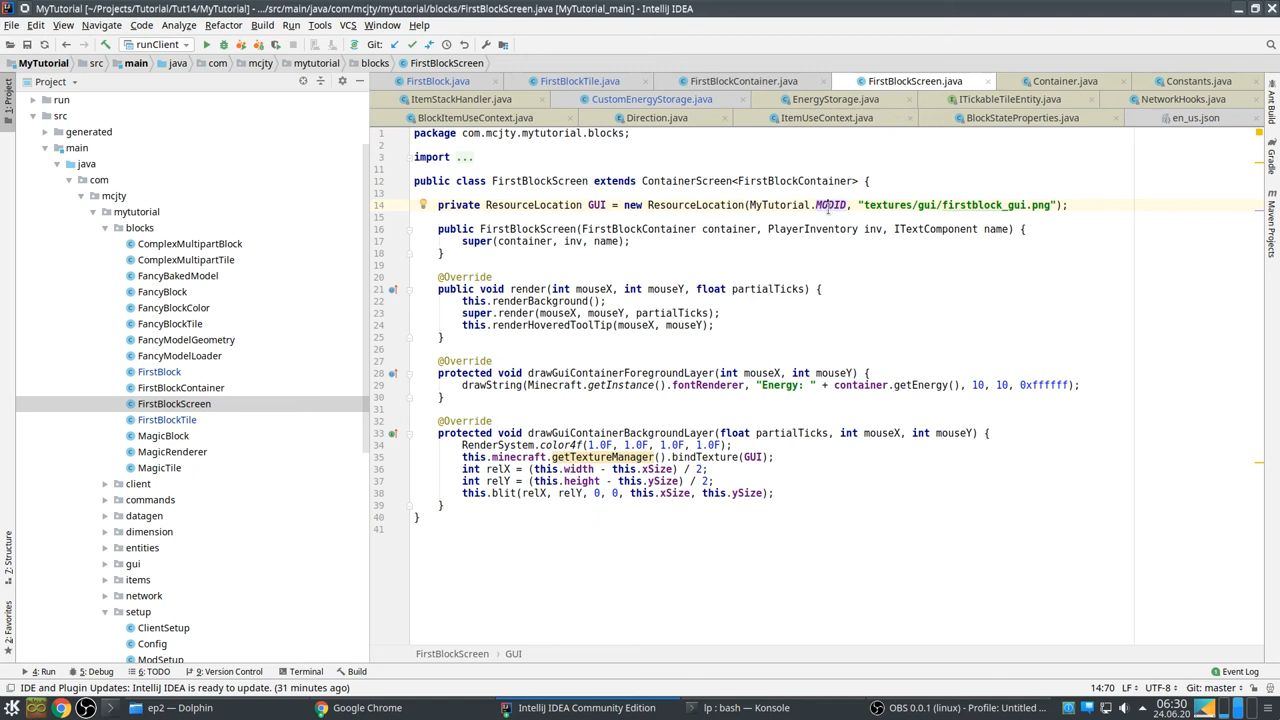 MyTutorial [~/Projects/Tutorial/Tut14/MyTutorial] - .../src/main/java/com/mcjty/mytutorial/blocks/FirstBlockScreen.java [MyTutorial_main] - IntelliJ IDEA
File Edit View Navigate Code Analyze Refactor Build Run Tools VCS Window Help
runClient Git:
MyTutorial src main java com mcjty mytutorial blocks FirstBlockScreen
Project
FirstBlock.java FirstBlockTile.java FirstBlockContainer.java FirstBlockScreen.java Container.java Constants.java
ItemStackHandler.java CustomEnergyStorage.java EnergyStorage.java ITickableTileEntity.java NetworkHooks.java
BlockItemUseContext.java Direction.java ItemUseContext.java BlockStateProperties.java en_us.json
1: Project
7: Structure
2: Favorites
run
src
generated
main
java
com
mcjty
mytutorial
blocks
ComplexMultipartBlock
ComplexMultipartTile
FancyBakedModel
FancyBlock
FancyBlockColor
FancyBlockTile
FancyModelGeometry
FancyModelLoader
FirstBlock
FirstBlockContainer
FirstBlockScreen
FirstBlockTile
MagicBlock
MagicRenderer
MagicTile
client
commands
datagen
dimension
entities
gui
items
network
setup
ClientSetup
Config
ModSetup
1 package com.mcjty.mytutorial.blocks;
2
3 import ...
11
12 public class FirstBlockScreen extends ContainerScreen<FirstBlockContainer> {
13
14 private ResourceLocation GUI = new ResourceLocation(MyTutorial.MODID, "textures/gui/firstblock_gui.png");
15
16 public FirstBlockScreen(FirstBlockContainer container, PlayerInventory inv, ITextComponent name) {
17 super(container, inv, name);
18 }
19
20 @Override
21 public void render(int mouseX, int mouseY, float partialTicks) {
22 this.renderBackground();
23 super.render(mouseX, mouseY, partialTicks);
24 this.renderHoveredToolTip(mouseX, mouseY);
25 }
26
27 @Override
28 protected void drawGuiContainerForegroundLayer(int mouseX, int mouseY) {
29 drawString(Minecraft.getInstance().fontRenderer, "Energy: " + container.getEnergy(), 10, 10, 0xffffff);
30 }
31
32 @Override
33 protected void drawGuiContainerBackgroundLayer(float partialTicks, int mouseX, int mouseY) {
34 RenderSystem.color4f(1.0F, 1.0F, 1.0F, 1.0F);
35 this.minecraft.getTextureManager().bindTexture(GUI);
36 int relX = (this.width - this.xSize) / 2;
37 int relY = (this.height - this.ySize) / 2;
38 this.blit(relX, relY, 0, 0, this.xSize, this.ySize);
39 }
40 }
41
FirstBlockScreen › GUI
Ant Build
Gradle
Maven Projects
4: Run 5: Debug 6: TODO 9: Version Control Terminal Build Event Log
IDE and Plugin Updates: IntelliJ IDEA is ready to update. (31 minutes ago) 14:70 LF UTF-8 Git: master
ep2 — Dolphin Google Chrome IntelliJ IDEA Community Edition lp : bash — Konsole OBS 0.0.1 (linux) - Profile: Untitled ... 06:30
24.06.20